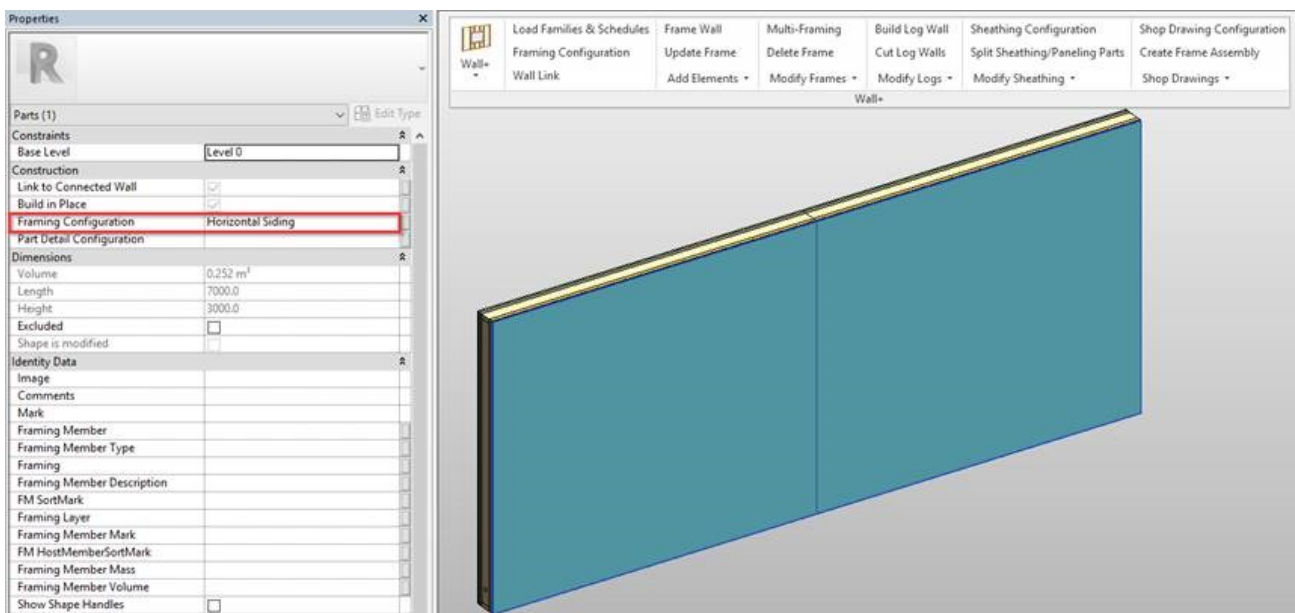 Properties
R
Parts (1)
Edit Type
Constraints
Base Level Level 0
Construction
Link to Connected Wall
Build in Place
Framing Configuration Horizontal Siding
Part Detail Configuration
Dimensions
Volume 0.252 m³
Length 7000.0
Height 3000.0
Excluded
Shape is modified
Identity Data
Image
Comments
Mark
Framing Member
Framing Member Type
Framing
Framing Member Description
FM SortMark
Framing Layer
Framing Member Mark
FM HostMemberSortMark
Framing Member Mass
Framing Member Volume
Show Shape Handles
Wall+
Load Families & Schedules Frame Wall Multi-Framing Build Log Wall Sheathing Configuration Shop Drawing Configuration
Framing Configuration Update Frame Delete Frame Cut Log Walls Split Sheathing/Paneling Parts Create Frame Assembly
Wall Link Add Elements Modify Frames Modify Logs Modify Sheathing Shop Drawings
Wall+